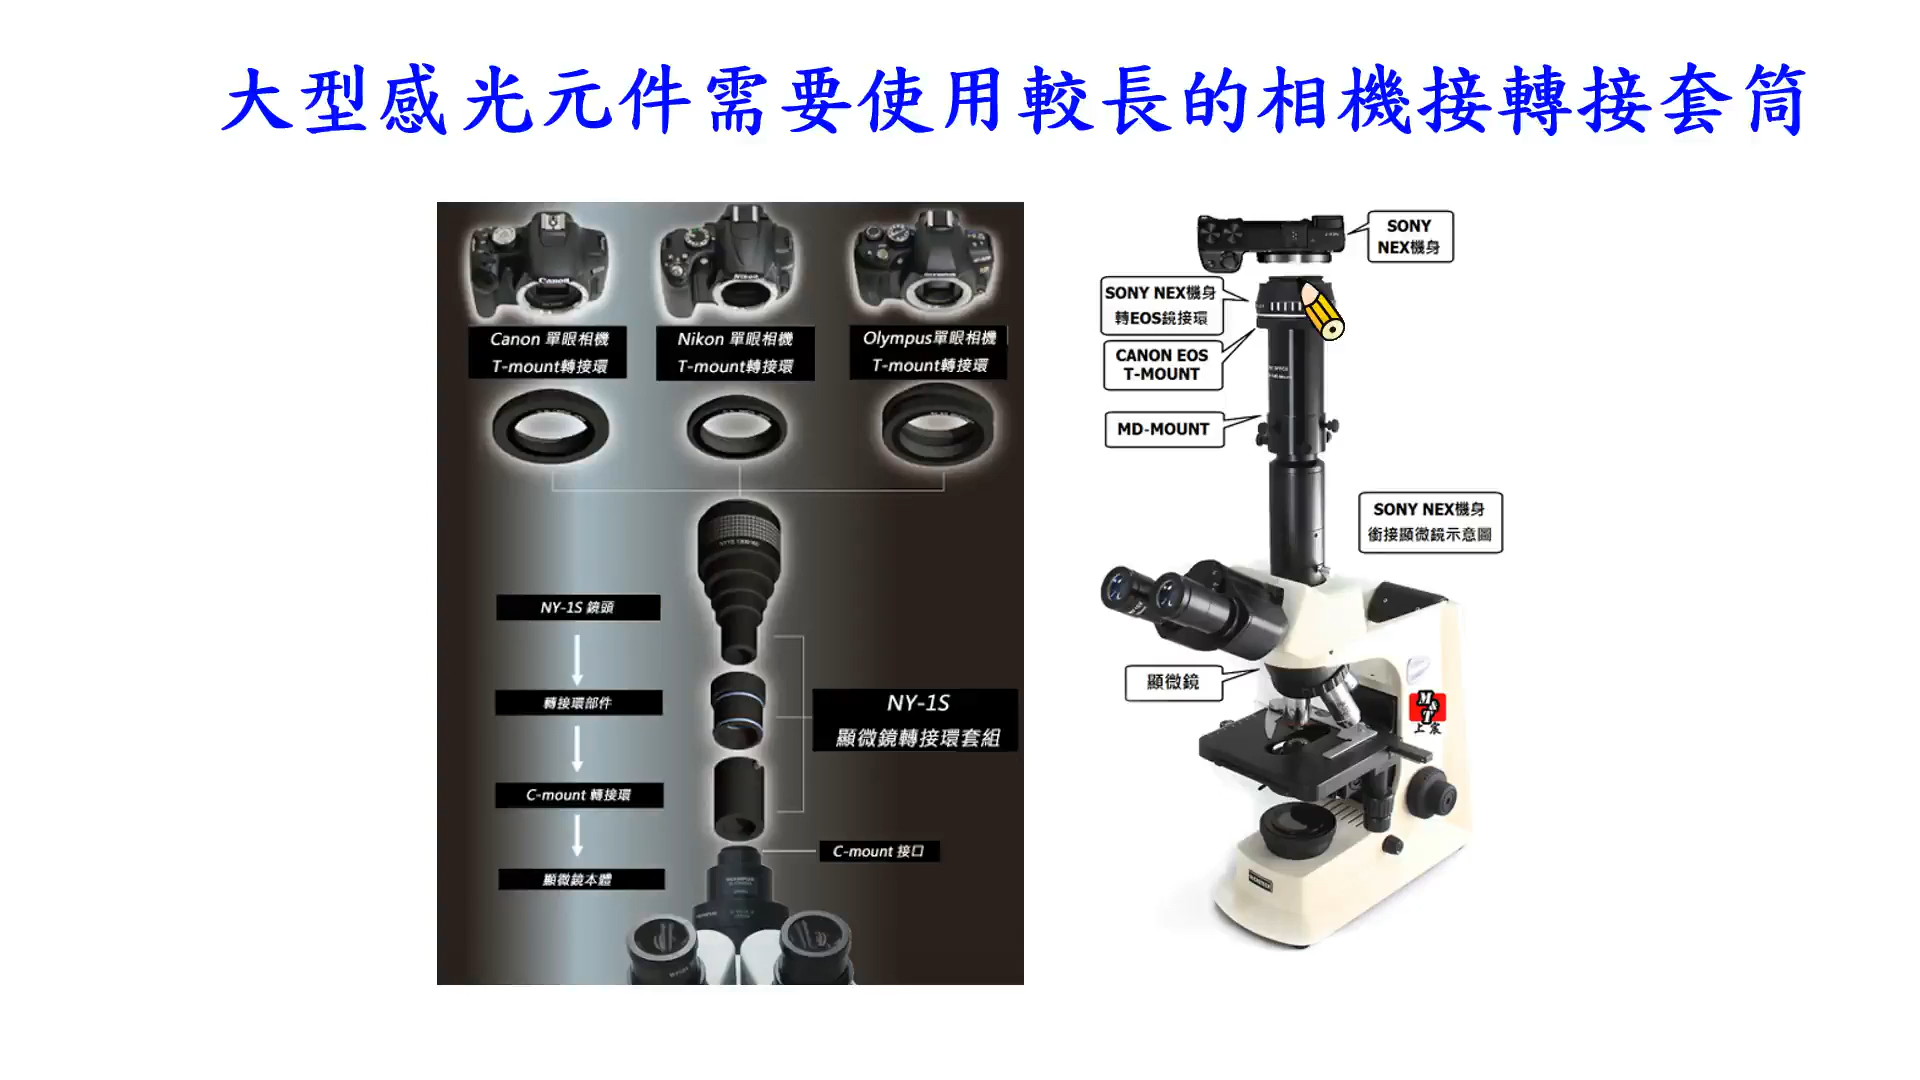 大型感光元件需要使用較長的相機接轉接套筒
Canon
Nikon
OLYMPUS
Canon 單眼相機
T-mount轉接環
Nikon 單眼相機
T-mount轉接環
Olympus單眼相機
T-mount轉接環
NY-1S 鏡頭
轉接環部件
C-mount 轉接環
顯微鏡本體
NY-1S
顯微鏡轉接環套組
C-mount 接口
SONY
NEX機身
SONY NEX機身
轉EOS鏡接環
CANON EOS
T-MOUNT
MD-MOUNT
SONY NEX機身
銜接顯微鏡示意圖
顯微鏡
M&T
上宸